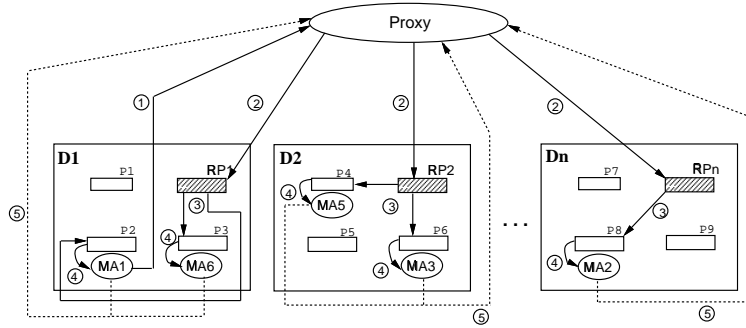 Proxy
① ② ② ②
D1 D2 Dn
P1 RP1 P4 RP2 P7 RPn
④ MA5 ③ ③ ③
⑤
P2 ④ P3 P5 P6 P8 P9
④ MA1 MA6 ④ MA3 ④ MA2
...
⑤ ⑤